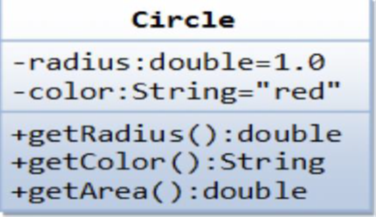 Circle
-radius:double=1.0
-color:String="red"
+getRadius():double
+getColor():String
+getArea():double